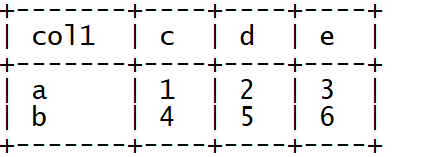 +-------+----+----+----+
| col1  | c  | d  | e  |
+-------+----+----+----+
| a     | 1  | 2  | 3  |
| b     | 4  | 5  | 6  |
+-------+----+----+----+